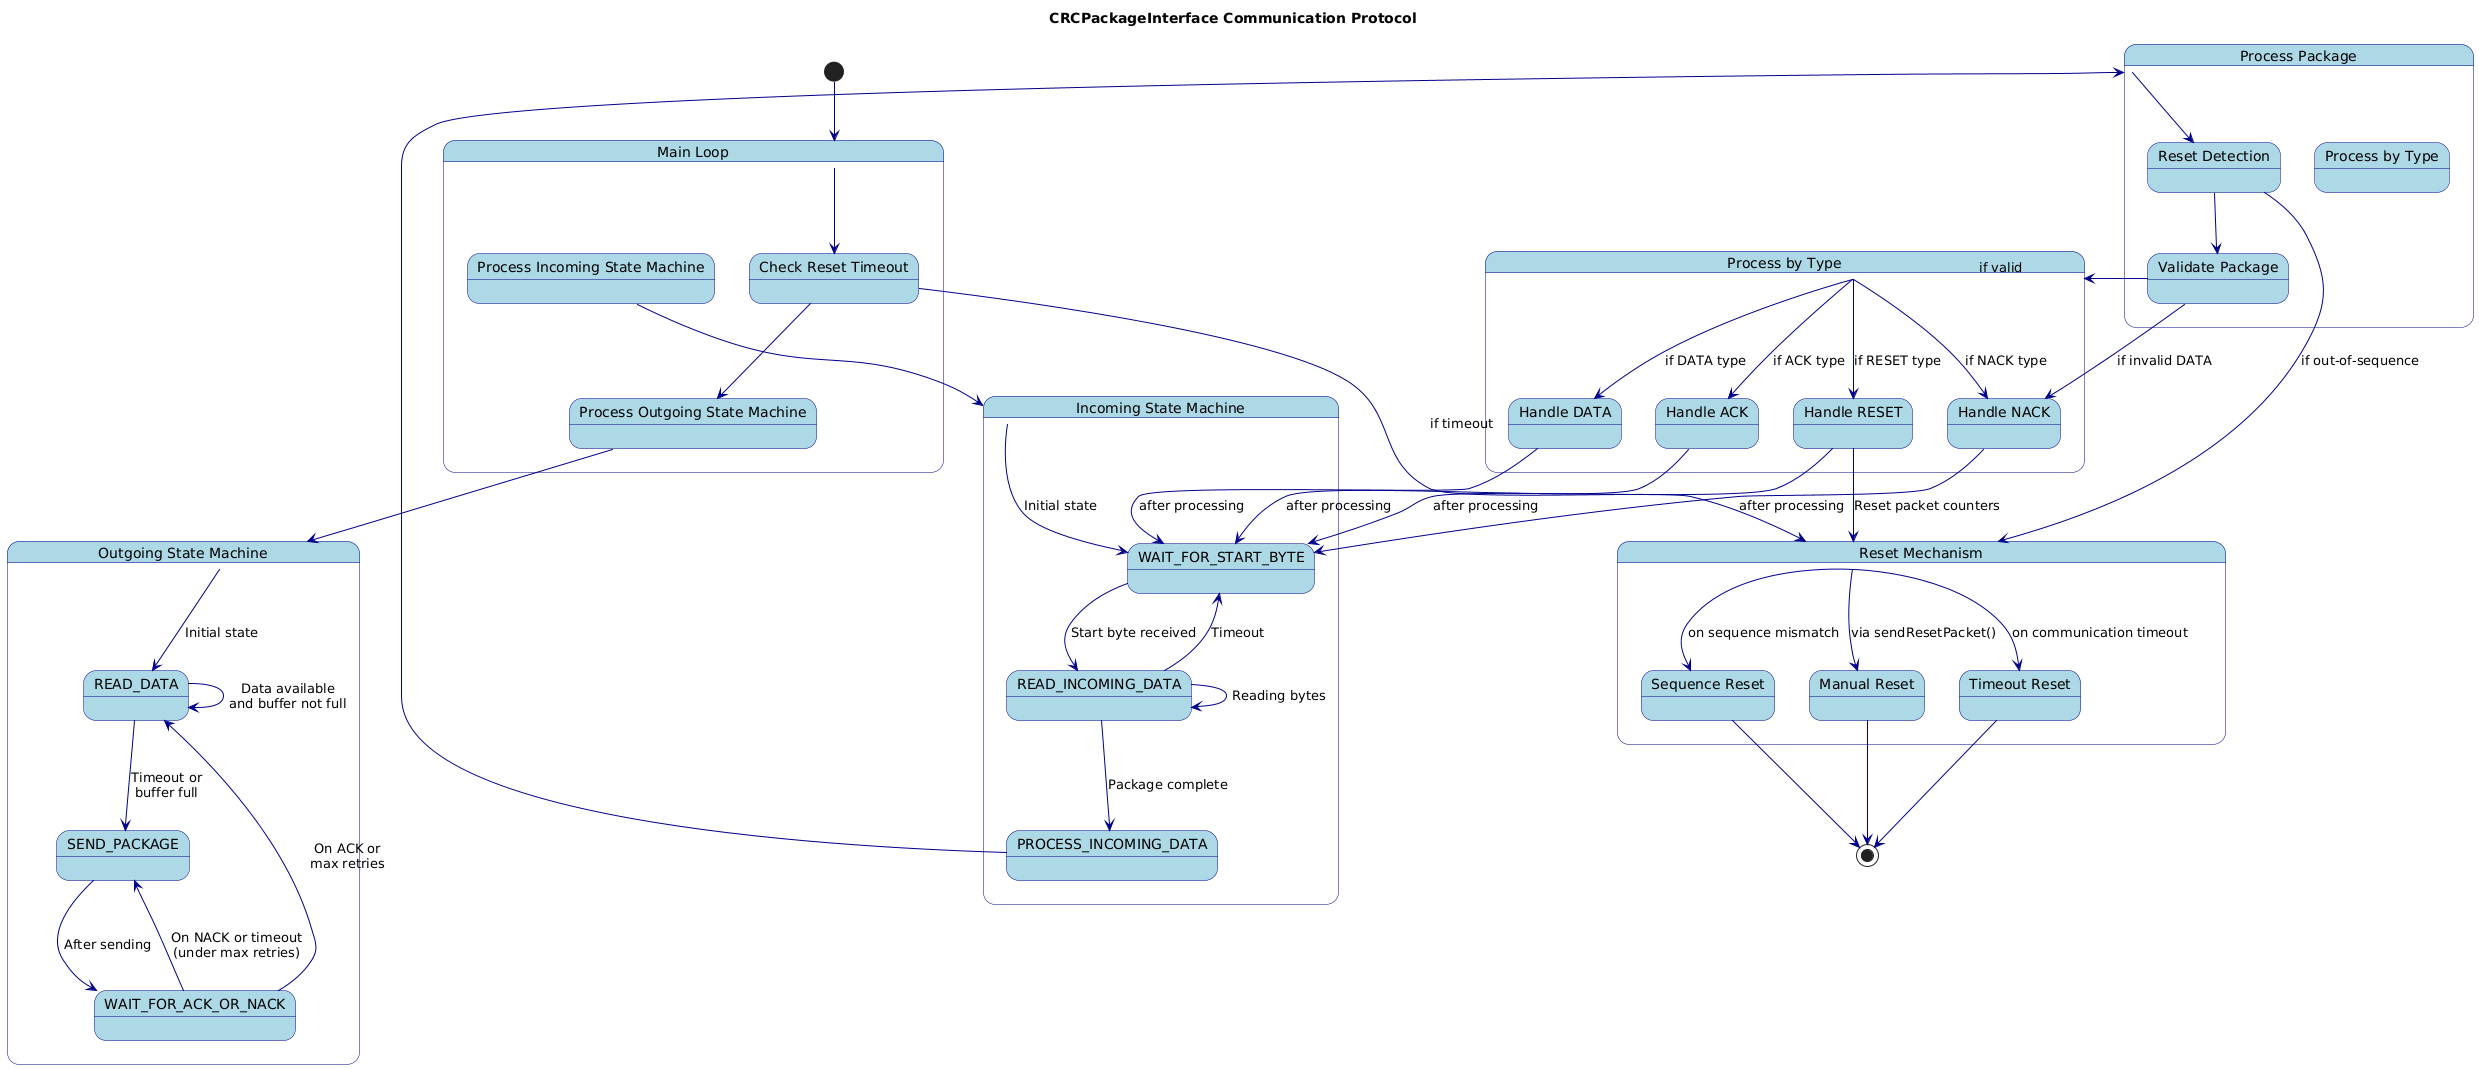 CRCPackageInterface Communication Protocol
Process Package
Reset Detection
Process by Type
Validate Package
Main Loop
Process Incoming State Machine
Check Reset Timeout
Process Outgoing State Machine
Process by Type
if valid
if DATA type
if ACK type
if RESET type
if NACK type
if invalid DATA
if out-of-sequence
Handle DATA
Handle ACK
Handle RESET
Handle NACK
if timeout
Incoming State Machine
Initial state
after processing
after processing
after processing
after processing
Reset packet counters
WAIT_FOR_START_BYTE
Start byte received
Timeout
READ_INCOMING_DATA
Reading bytes
Package complete
PROCESS_INCOMING_DATA
Reset Mechanism
on sequence mismatch
via sendResetPacket()
on communication timeout
Sequence Reset
Manual Reset
Timeout Reset
Outgoing State Machine
Initial state
READ_DATA
Data available
and buffer not full
Timeout or
buffer full
SEND_PACKAGE
On ACK or
max retries
After sending
On NACK or timeout
(under max retries)
WAIT_FOR_ACK_OR_NACK